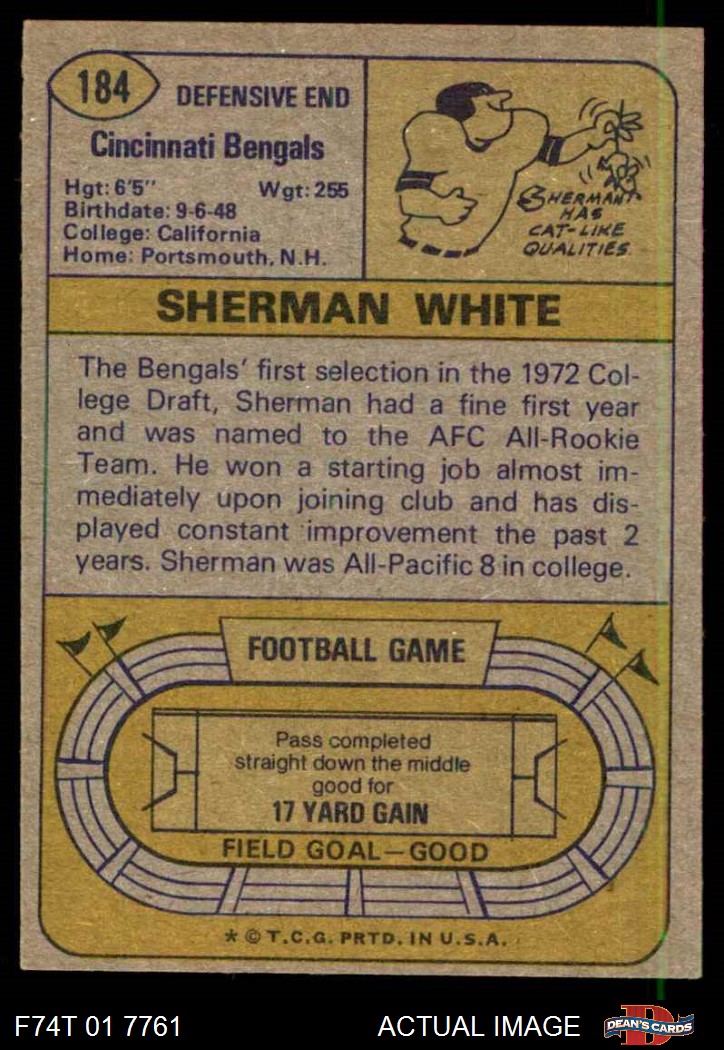 184
DEFENSIVE END
Cincinnati Bengals
Hgt: 6'5" Wgt: 255
Birthdate: 9-6-48
College: California
Home: Portsmouth, N.H.
SHERMAN
HAS
CAT-LIKE
QUALITIES.
SHERMAN WHITE
The Bengals' first selection in the 1972 Col-
lege Draft, Sherman had a fine first year
and was named to the AFC All-Rookie
Team. He won a starting job almost im-
mediately upon joining club and has dis-
played constant improvement the past 2
years. Sherman was All-Pacific 8 in college.
FOOTBALL GAME
Pass completed
straight down the middle
good for
17 YARD GAIN
FIELD GOAL—GOOD
* © T.C.G. PRTD. IN U.S.A.
F74T 01 7761 ACTUAL IMAGE
D
DEAN'S CARDS